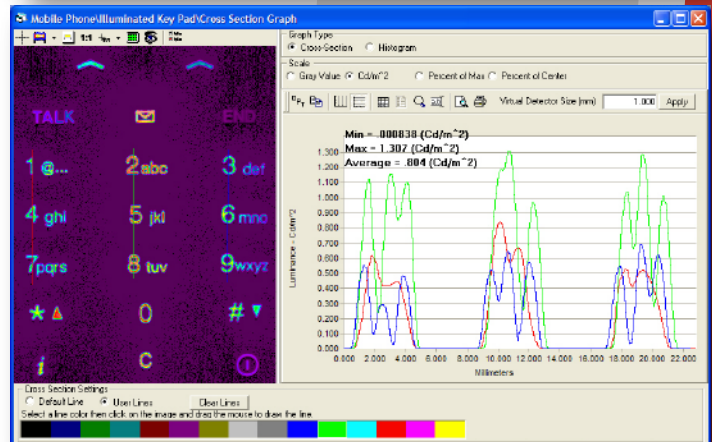 Mobile Phone\Illuminated Key Pad\Cross Section Graph
1:1
Graph Type
Cross-Section Histogram
Scale
Gray Value Cd/m^2 Percent of Max Percent of Center
Virtual Detector Size (mm) 1.000 Apply
TALK END
1 @... 2 abc 3 def
4 ghi 5 jkl 6 mno
7pqrs 8 tuv 9wxyz
* 0 #
i C
Min = .000838 (Cd/m^2)
Max = 1.307 (Cd/m^2)
Average = .804 (Cd/m^2)
Luminance - Cd/m^2
1.300
1.200
1.100
1.000
0.900
0.800
0.700
0.600
0.500
0.400
0.300
0.200
0.100
0.000
0.000 2.000 4.000 6.000 8.000 10.000 12.000 14.000 16.000 18.000 20.000 22.000
Millimeters
Cross Section Settings
Default Line User Lines Clear Lines
Select a line color then click on the image and drag the mouse to draw the line.